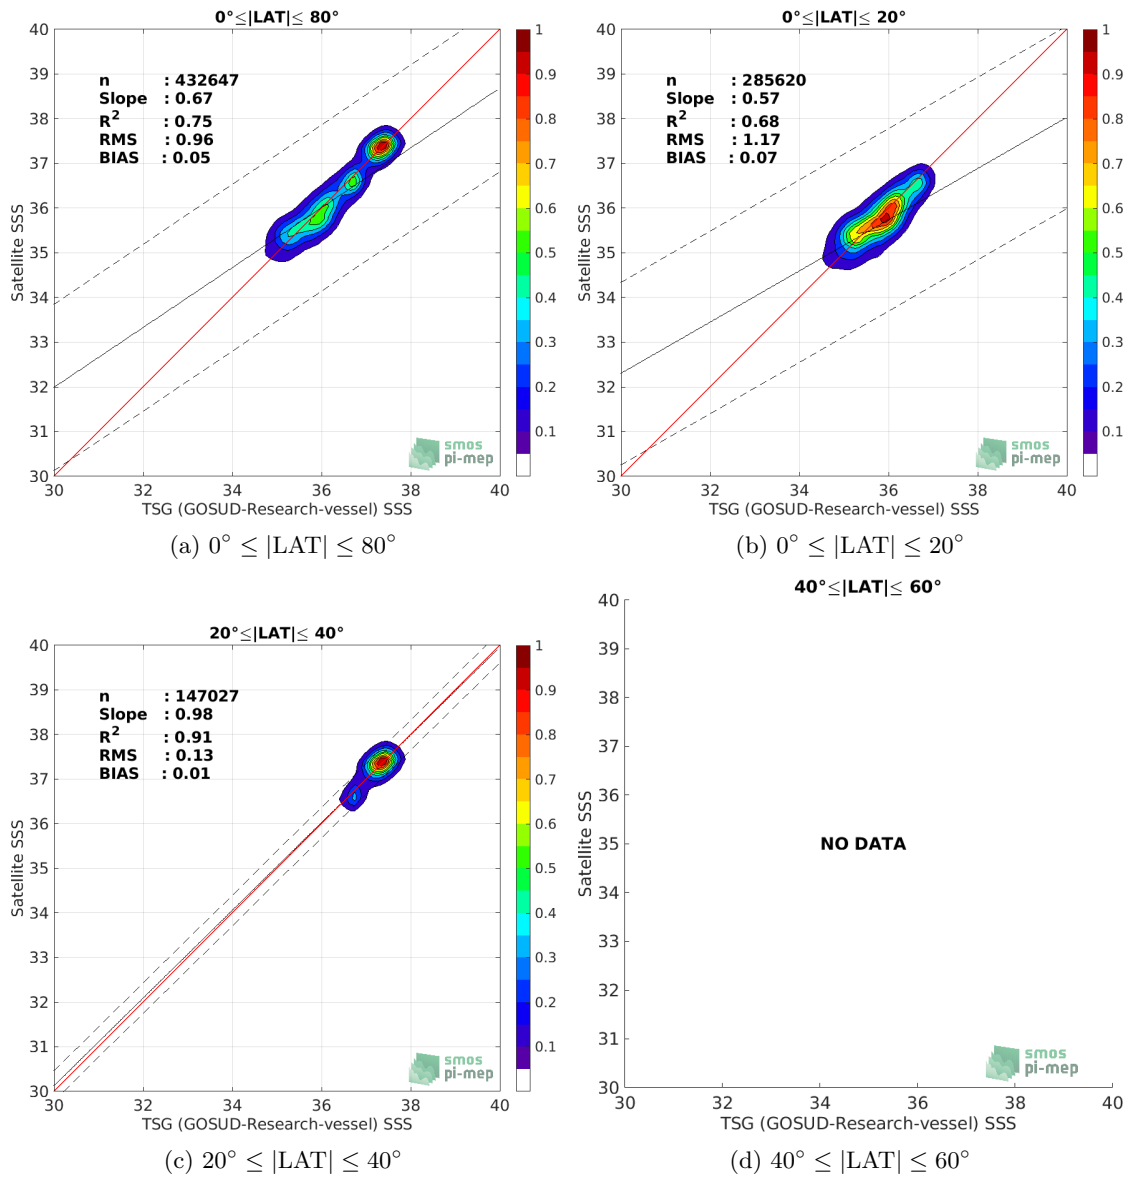 0°≤|LAT|≤ 80°
40
39
38
37
36
35
34
33
32
31
30
Satellite SSS
n : 432647
Slope : 0.67
R2 : 0.75
RMS : 0.96
BIAS : 0.05
1
0.9
0.8
0.7
0.6
0.5
0.4
0.3
0.2
0.1
smos
pi-mep
30 32 34 36 38 40
TSG (GOSUD-Research-vessel) SSS
(a) 0° ≤ |LAT| ≤ 80°
0°≤|LAT|≤ 20°
40
39
38
37
36
35
34
33
32
31
30
Satellite SSS
n : 285620
Slope : 0.57
R2 : 0.68
RMS : 1.17
BIAS : 0.07
1
0.9
0.8
0.7
0.6
0.5
0.4
0.3
0.2
0.1
smos
pi-mep
30 32 34 36 38 40
TSG (GOSUD-Research-vessel) SSS
(b) 0° ≤ |LAT| ≤ 20°
20°≤|LAT|≤ 40°
40
39
38
37
36
35
34
33
32
31
30
Satellite SSS
n : 147027
Slope : 0.98
R2 : 0.91
RMS : 0.13
BIAS : 0.01
1
0.9
0.8
0.7
0.6
0.5
0.4
0.3
0.2
0.1
smos
pi-mep
30 32 34 36 38 40
TSG (GOSUD-Research-vessel) SSS
(c) 20° ≤ |LAT| ≤ 40°
40°≤|LAT|≤ 60°
40
39
38
37
36
35
34
33
32
31
30
Satellite SSS
NO DATA
smos
pi-mep
30 32 34 36 38 40
TSG (GOSUD-Research-vessel) SSS
(d) 40° ≤ |LAT| ≤ 60°